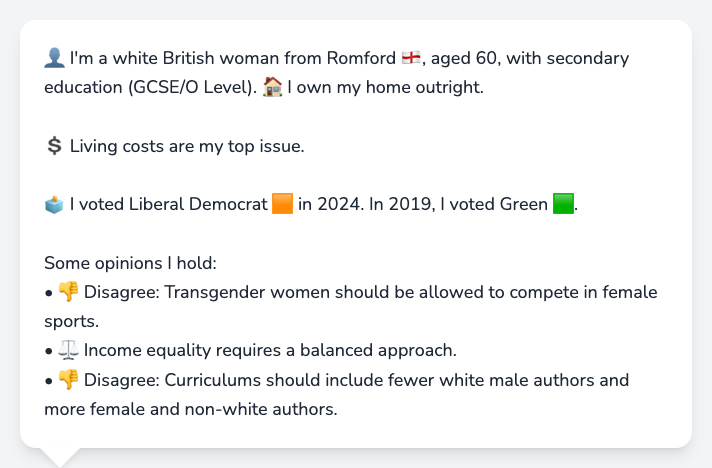 👤 I'm a white British woman from Romford 🏴󠁧󠁢󠁥󠁮󠁧󠁿, aged 60, with secondary
education (GCSE/O Level). 🏠 I own my home outright.
💲 Living costs are my top issue.
🗳️ I voted Liberal Democrat 🟧 in 2024. In 2019, I voted Green 🟩.
Some opinions I hold:
• 👎 Disagree: Transgender women should be allowed to compete in female
sports.
• ⚖️ Income equality requires a balanced approach.
• 👎 Disagree: Curriculums should include fewer white male authors and
more female and non-white authors.